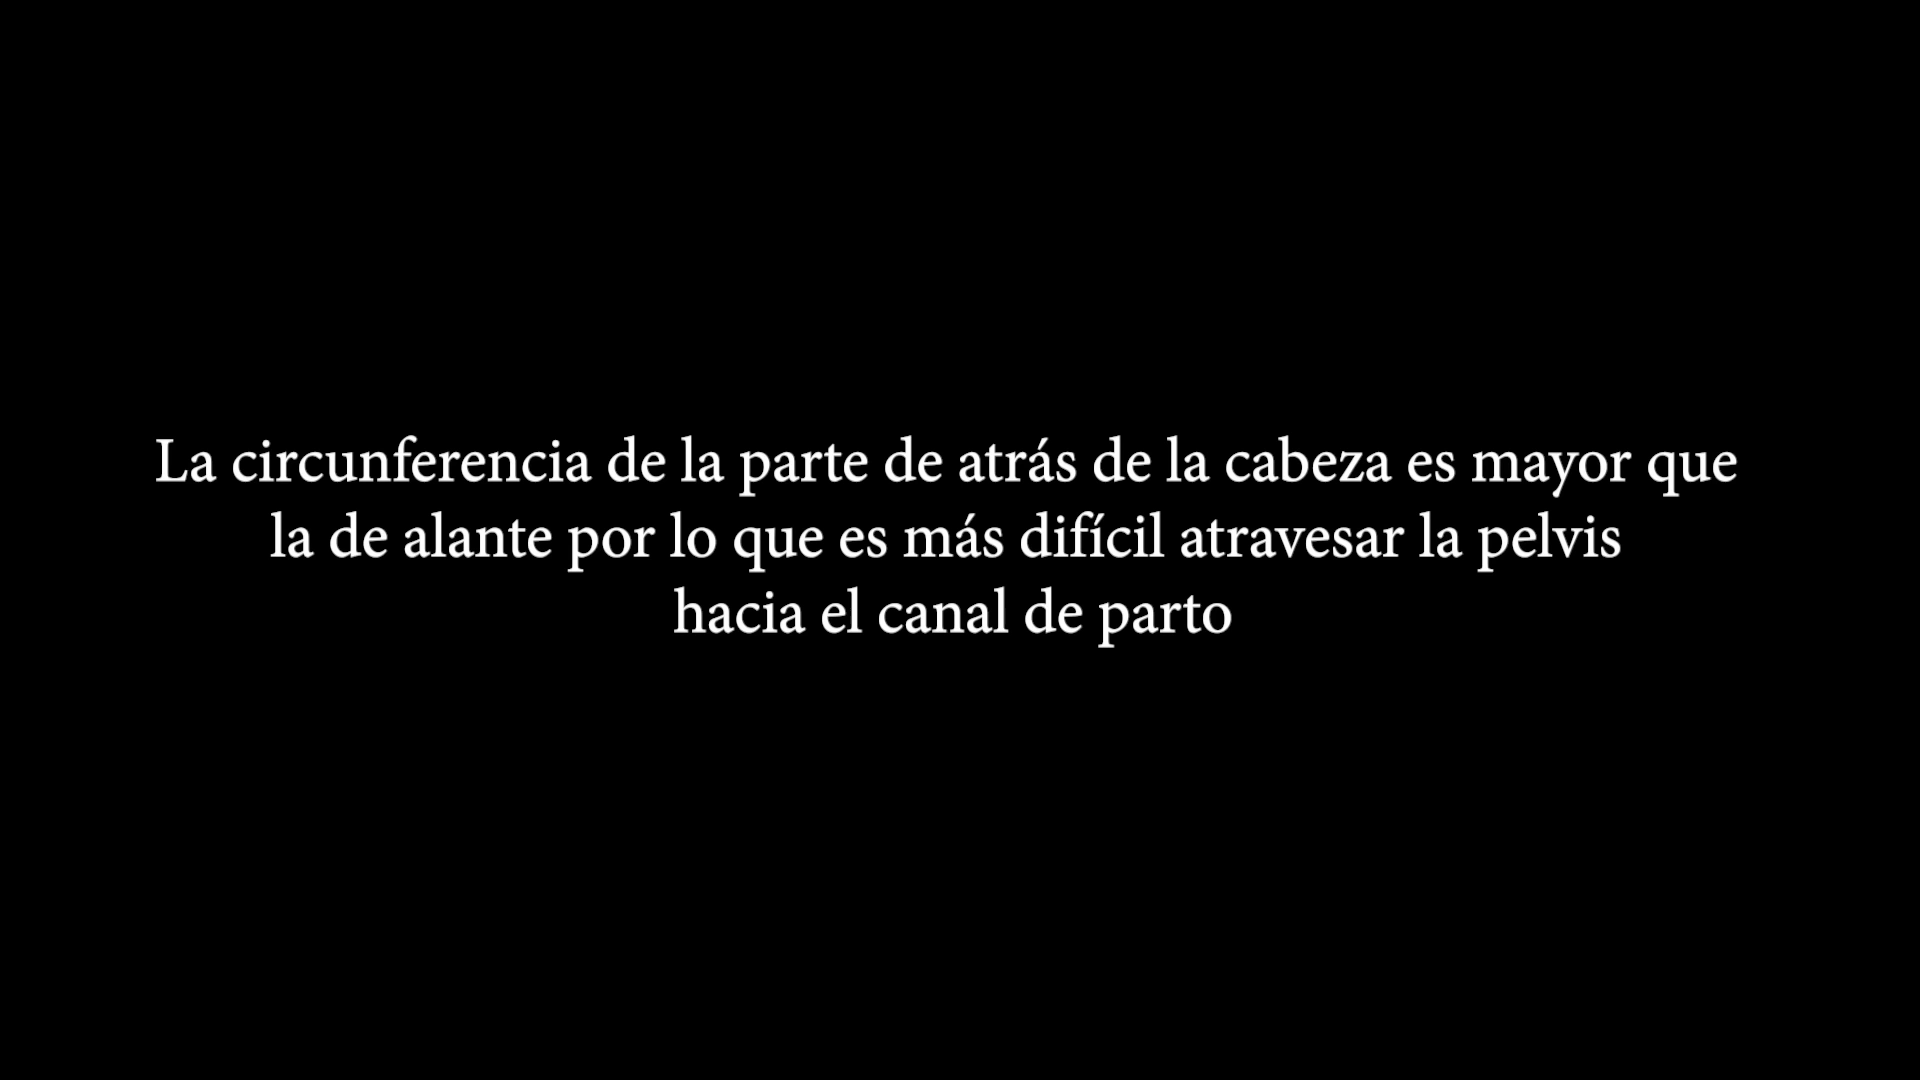 La circunferencia de la parte de atrás de la cabeza es mayor que
la de alante por lo que es más difícil atravesar la pelvis
hacia el canal de parto